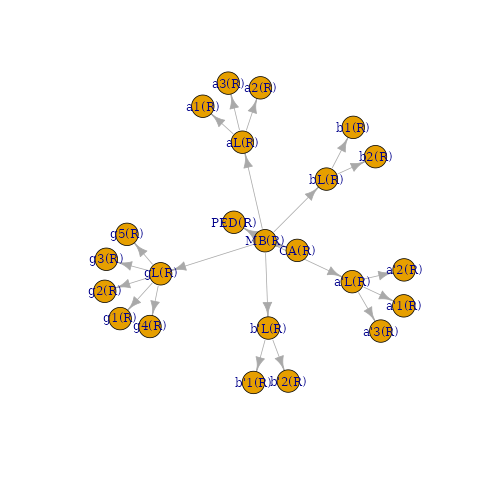 a3(R)
a2(R)
a1(R)
b1(R)
aL(R)
b2(R)
bL(R)
PED(R)
g5(R)
MB(R)
CA(R)
g3(R)
a'2(R)
gL(R)
a'L(R)
g2(R)
a'1(R)
g1(R)
g4(R)
b'L(R)
a'3(R)
b'1(R)
b'2(R)